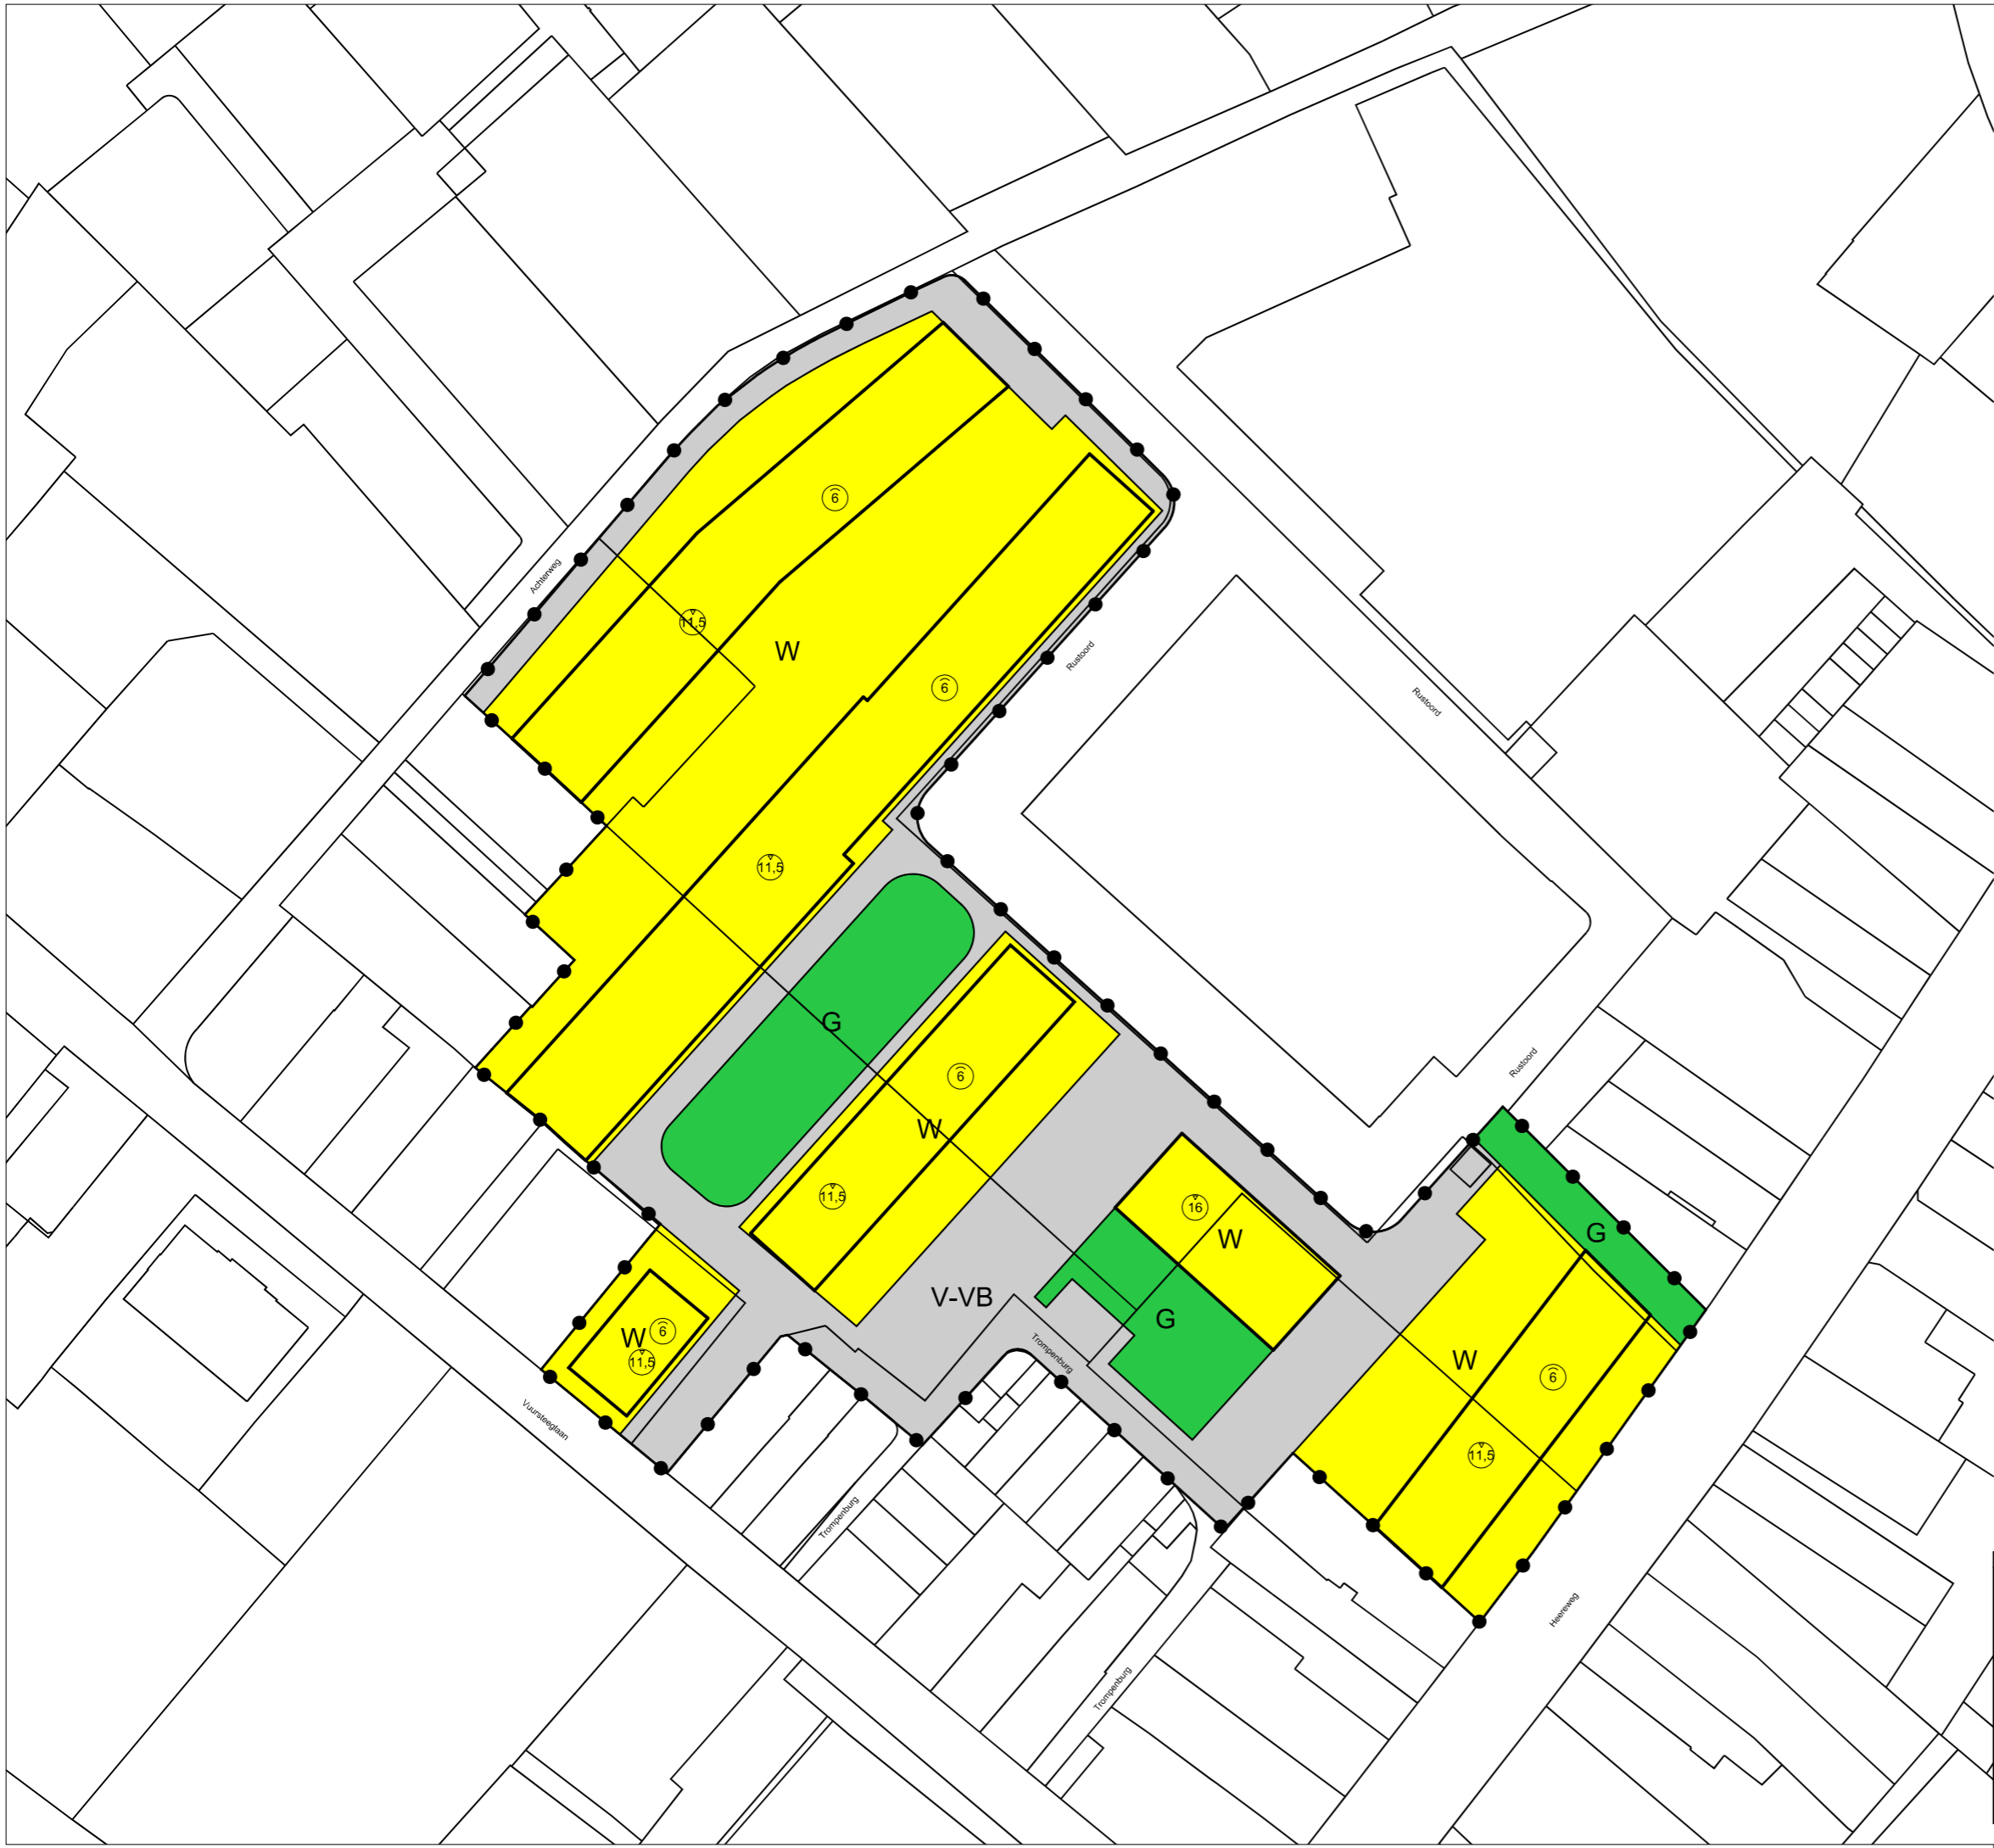 6
Achterweg
11,5
W
Rustoord
6
Rustoord
11,5
G
6
Rustoord
W
11,5
16
G
W
V-VB
G
W
6
11,5
Trompenburg
W
6
Vuursteeglaan
11,5
Trompenburg
Heereweg
Trompenburg